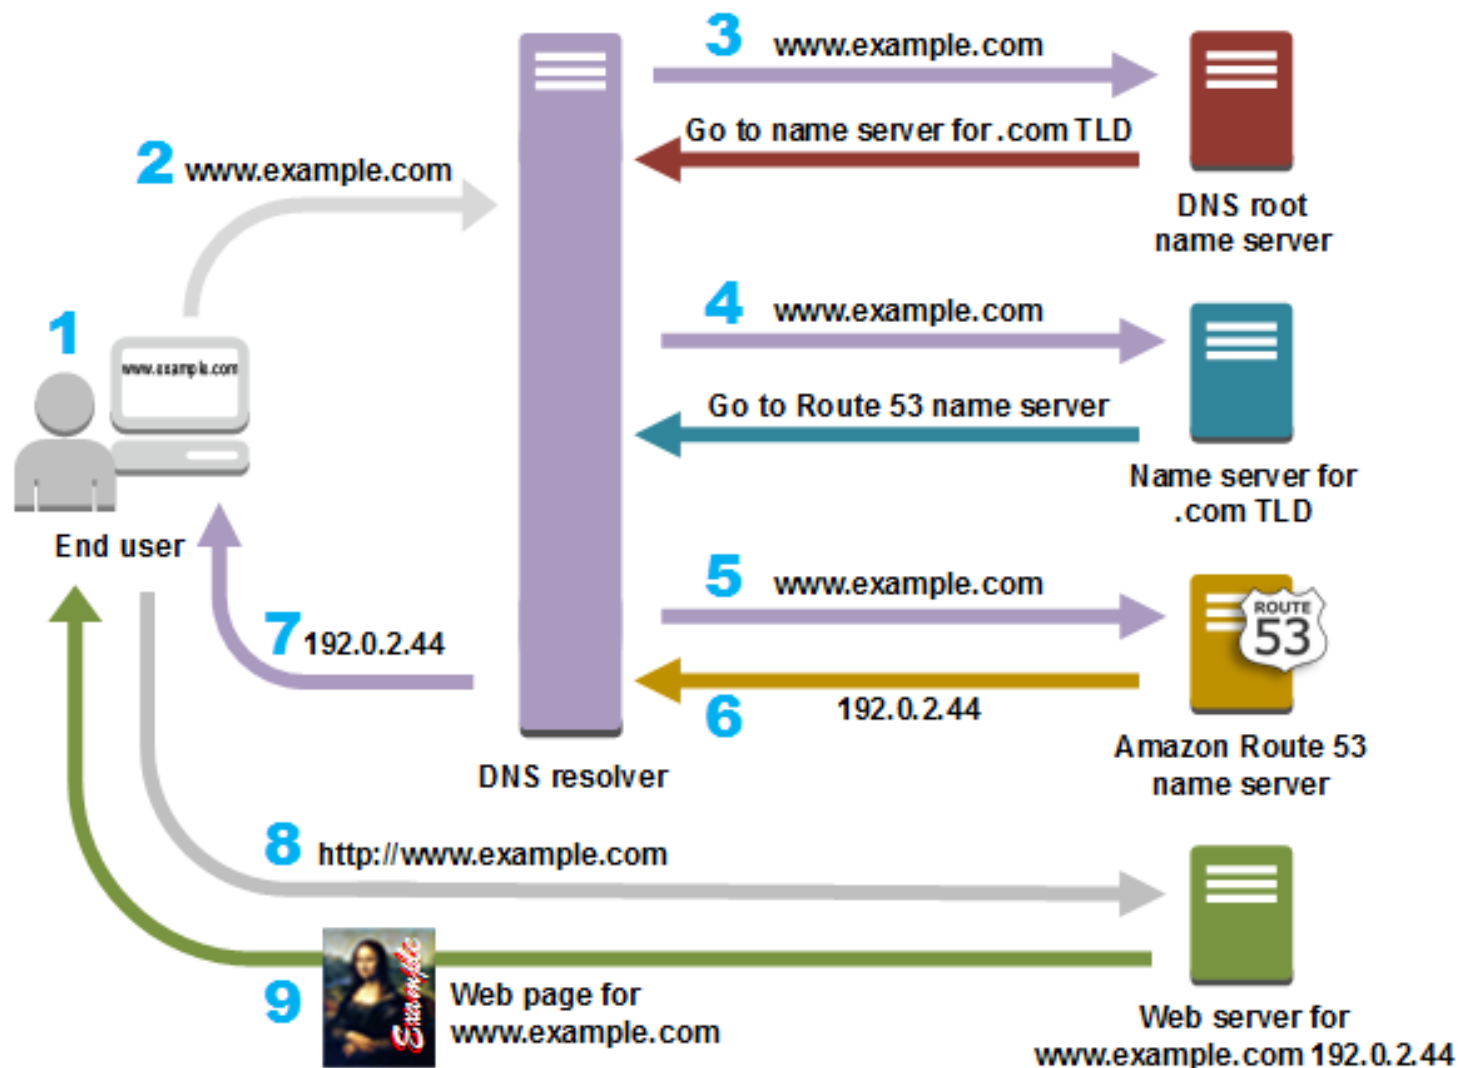 3 www.example.com
Go to name server for .com TLD
DNS root
name server
2 www.example.com
1
www.example.com
End user
4 www.example.com
Go to Route 53 name server
Name server for
.com TLD
5 www.example.com
ROUTE
53
6 192.0.2.44
Amazon Route 53
name server
7 192.0.2.44
DNS resolver
8 http://www.example.com
9
Example
Web page for
www.example.com
Web server for
www.example.com 192.0.2.44